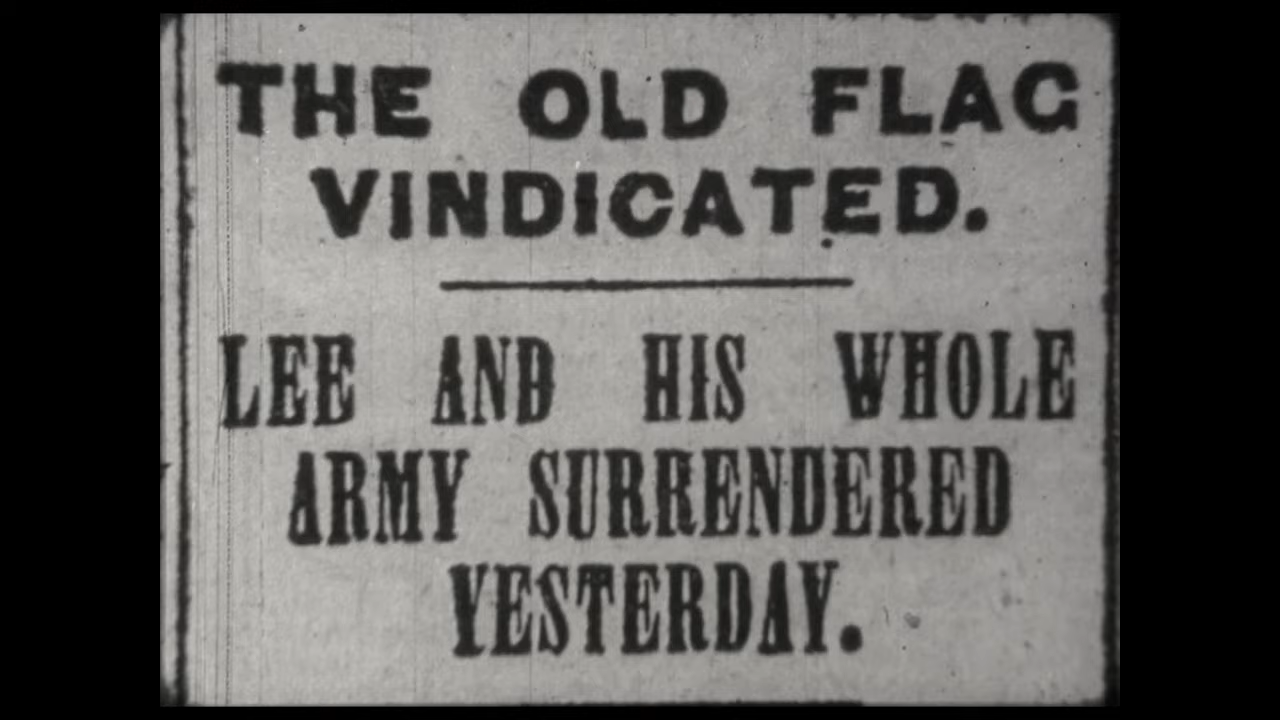 THE OLD FLAG
VINDICATED.
LEE AND HIS WHOLE
ARMY SURRENDERED
YESTERDAY.